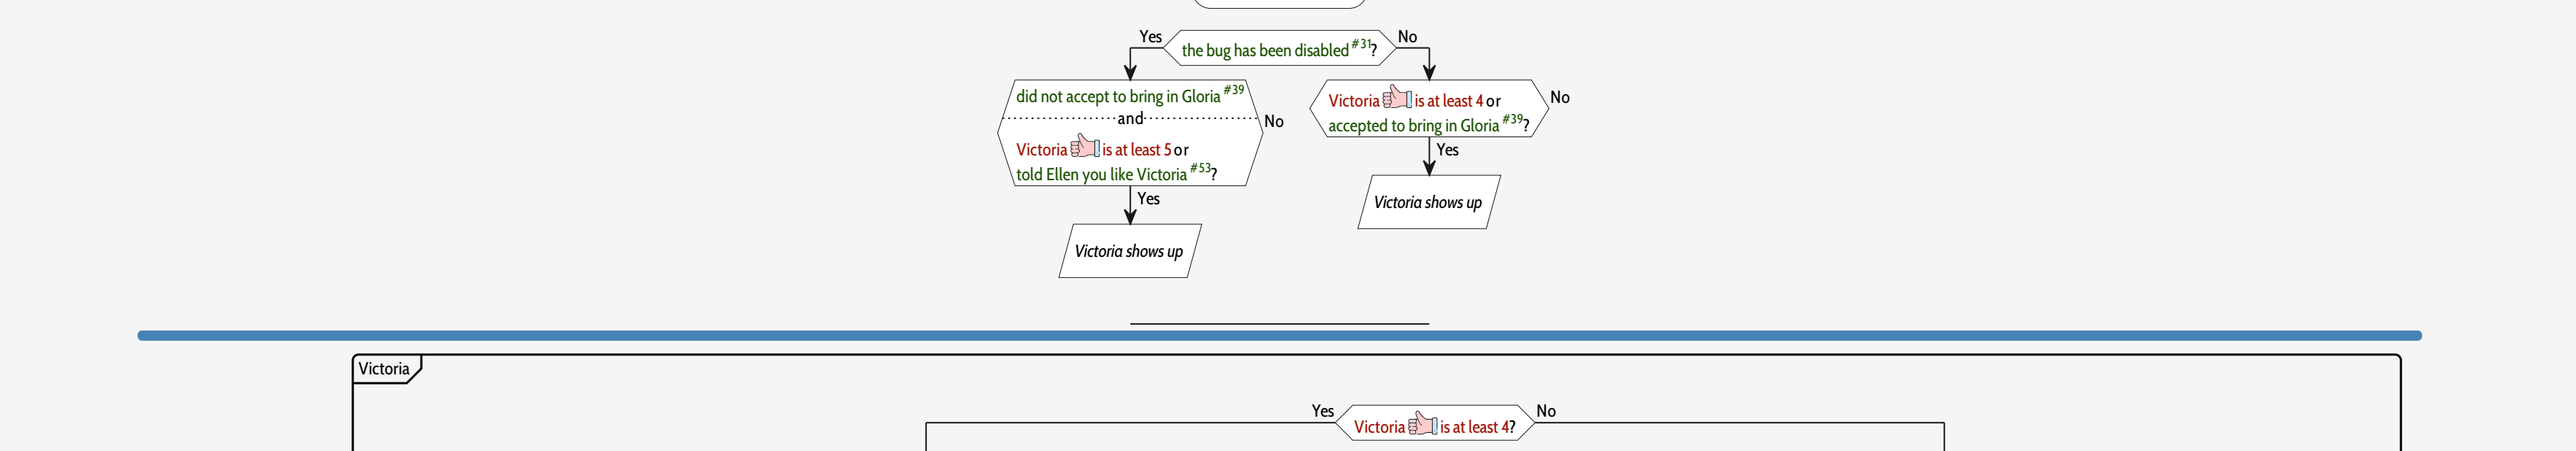 Yes
the bug has been disabled #31?
No
did not accept to bring in Gloria #39
and
Victoria is at least 5 or
told Ellen you like Victoria #53?
No
Yes
Victoria shows up
Victoria is at least 4 or
accepted to bring in Gloria #39?
No
Yes
Victoria shows up
Victoria
Yes
Victoria is at least 4?
No